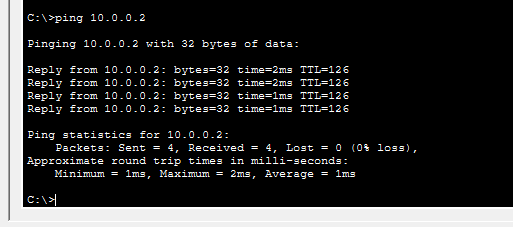 C:\>ping 10.0.0.2
Pinging 10.0.0.2 with 32 bytes of data:
Reply from 10.0.0.2: bytes=32 time=2ms TTL=126
Reply from 10.0.0.2: bytes=32 time=2ms TTL=126
Reply from 10.0.0.2: bytes=32 time=1ms TTL=126
Reply from 10.0.0.2: bytes=32 time=1ms TTL=126
Ping statistics for 10.0.0.2:
    Packets: Sent = 4, Received = 4, Lost = 0 (0% loss),
Approximate round trip times in milli-seconds:
    Minimum = 1ms, Maximum = 2ms, Average = 1ms
C:\>